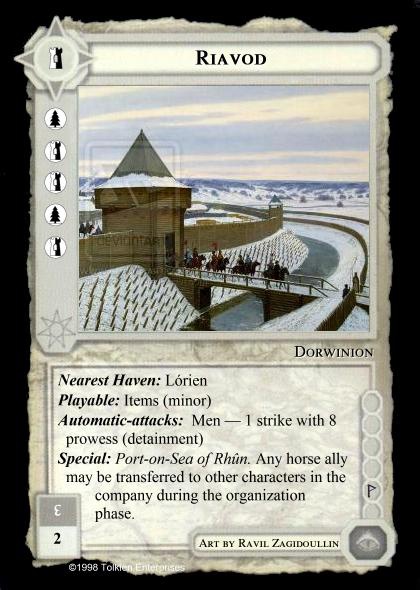 RIAVOD
DEVIANTART
DORWINION
Nearest Haven: Lórien
Playable: Items (minor)
Automatic-attacks: Men — 1 strike with 8
prowess (detainment)
Special: Port-on-Sea of Rhûn. Any horse ally
may be transferred to other characters in the
company during the organization
phase.
ε
2
ART BY RAVIL ZAGIDOULLIN
©1998 Tolkien Enterprises